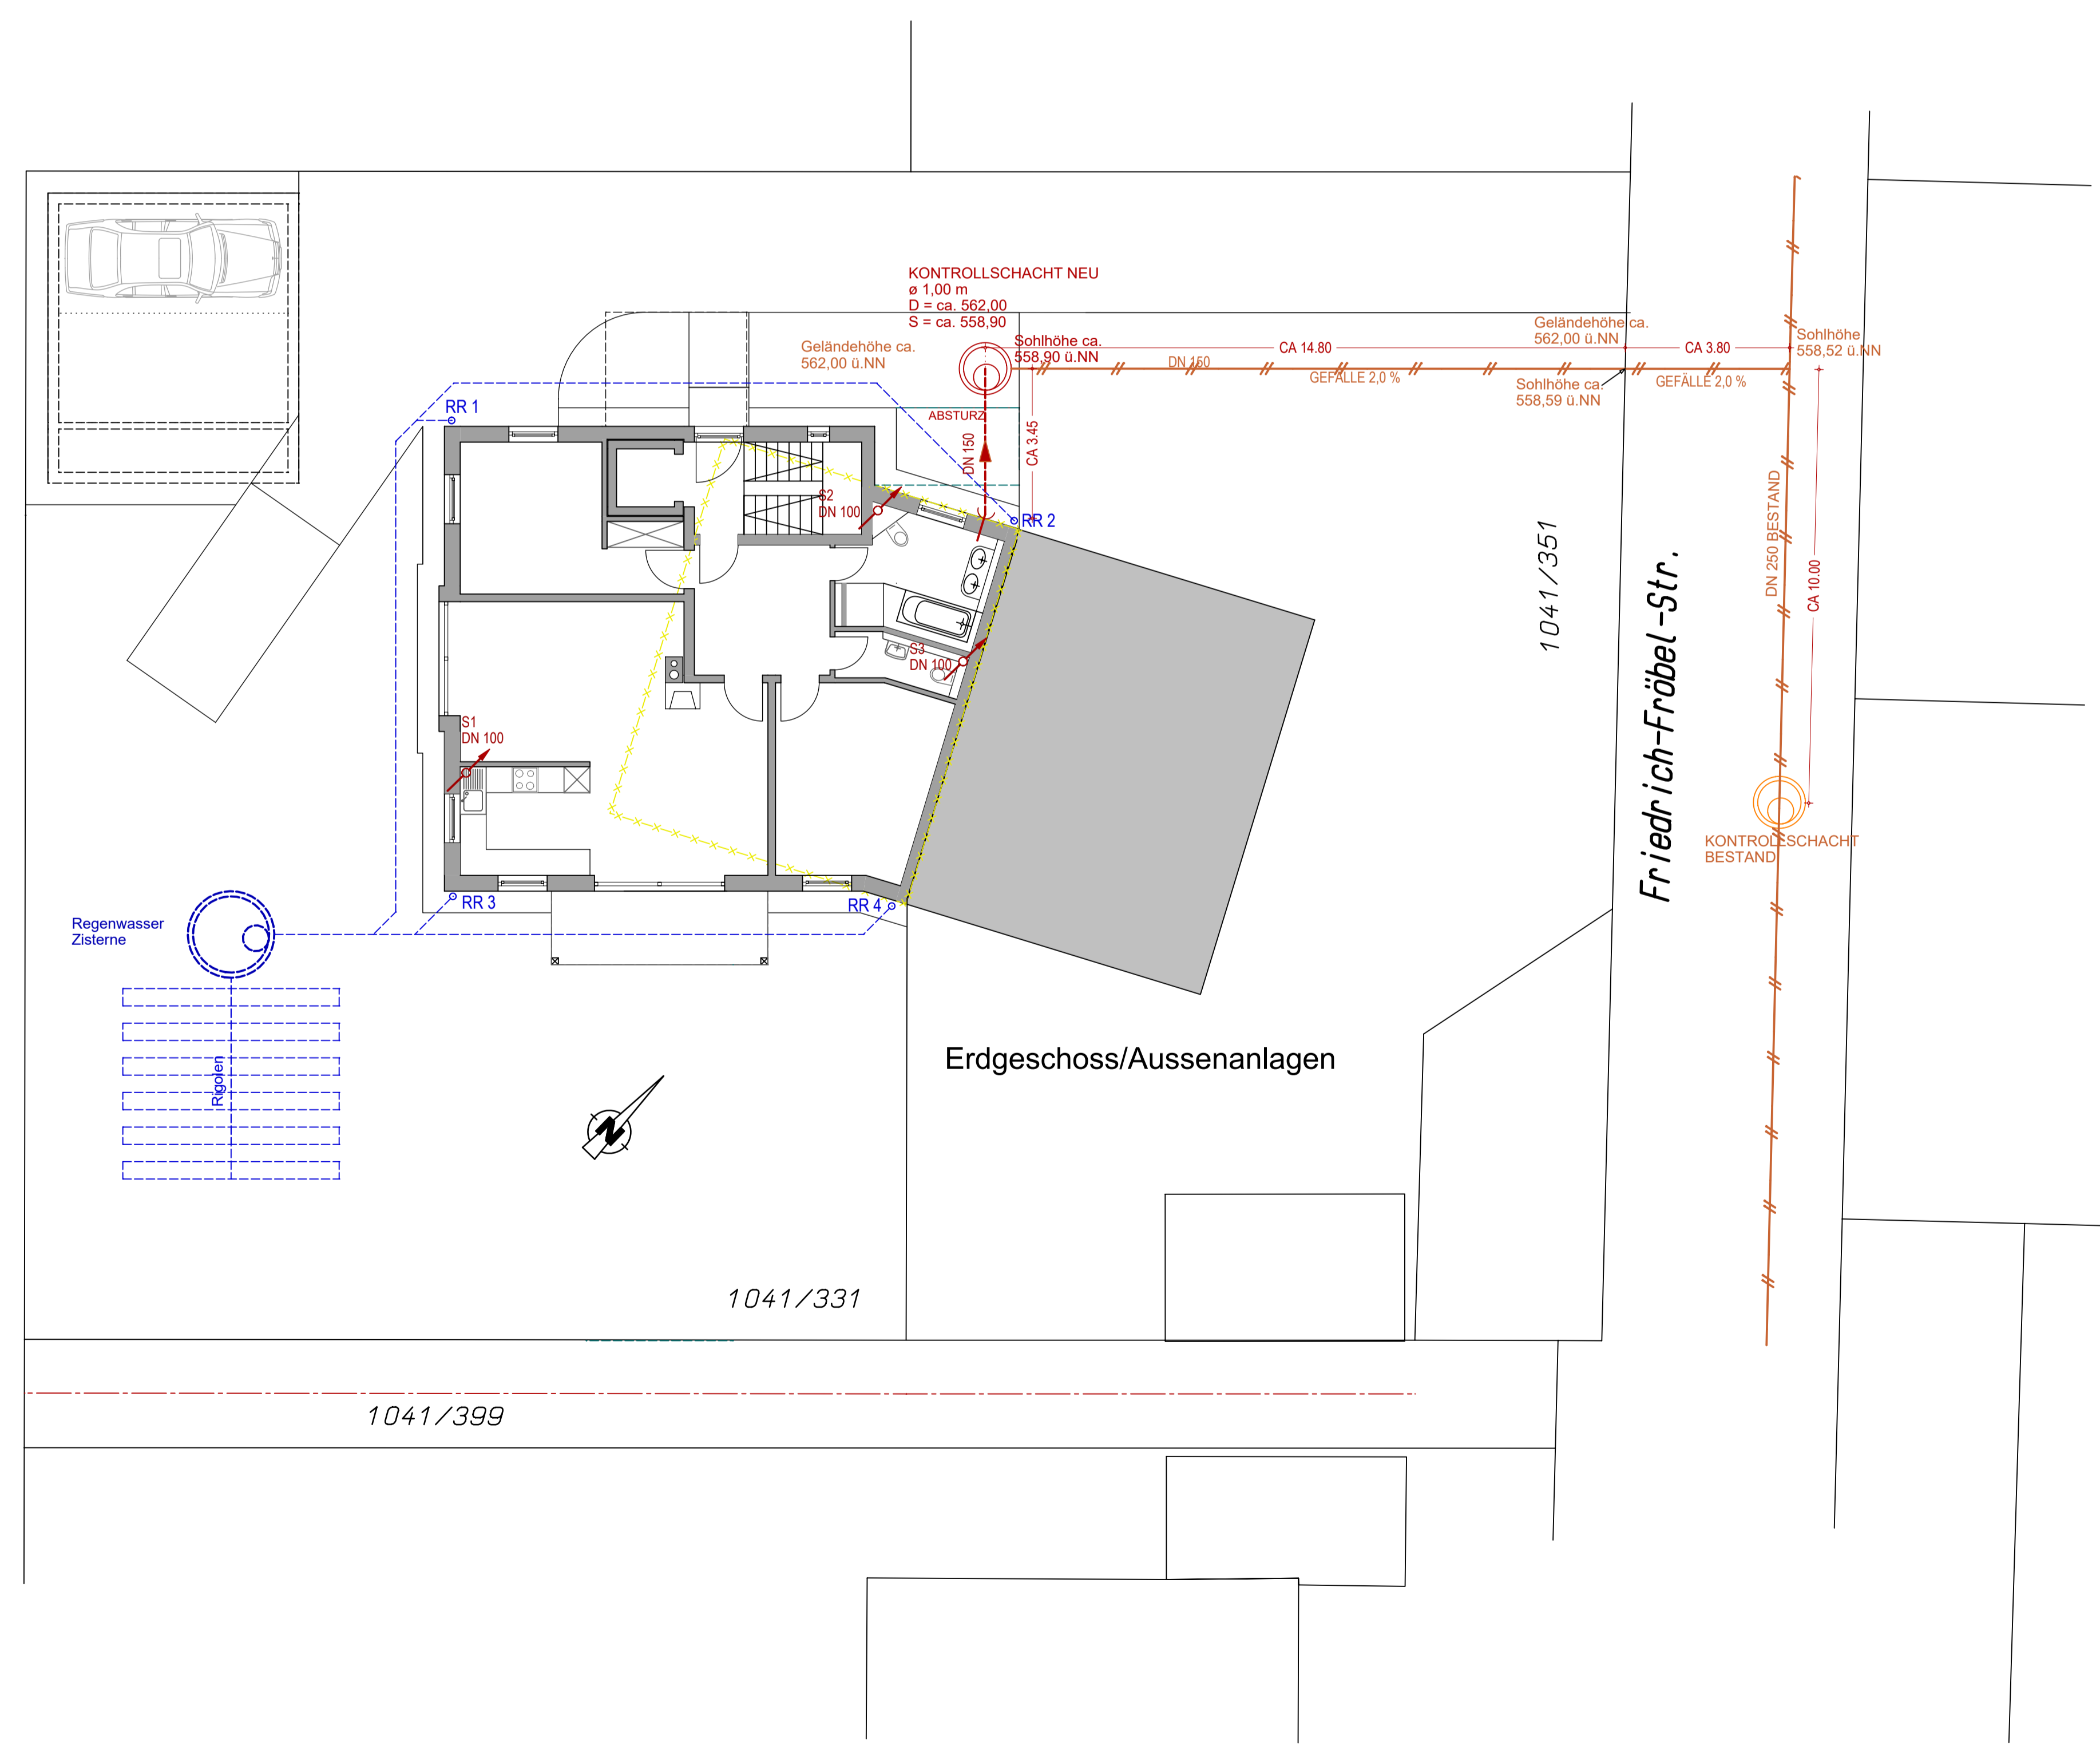 KONTROLLSCHACHT NEU
ø 1,00 m
D = ca. 562,00
S = ca. 558,90
Geländehöhe ca.
562,00 ü.NN
Sohlhöhe ca.
558,90 ü.NN
CA 14.80
DN 150
GEFÄLLE 2,0 %
Geländehöhe ca.
562,00 ü.NN
Sohlhöhe ca.
558,59 ü.NN
CA 3.80
GEFÄLLE 2,0 %
Sohlhöhe
558,52 ü.NN
RR 1
ABSTURZ
DN 150
CA 3.45
S2
DN 100
RR 2
1041/351
Friedrich-Fröbel-Str.
DN 250 BESTAND
CA 10.00
S3
DN 100
S1
DN 100
KONTROLLSCHACHT
BESTAND
RR 3
RR 4
Regenwasser
Zisterne
Rigolen
Erdgeschoss/Aussenanlagen
N
1041/331
1041/399